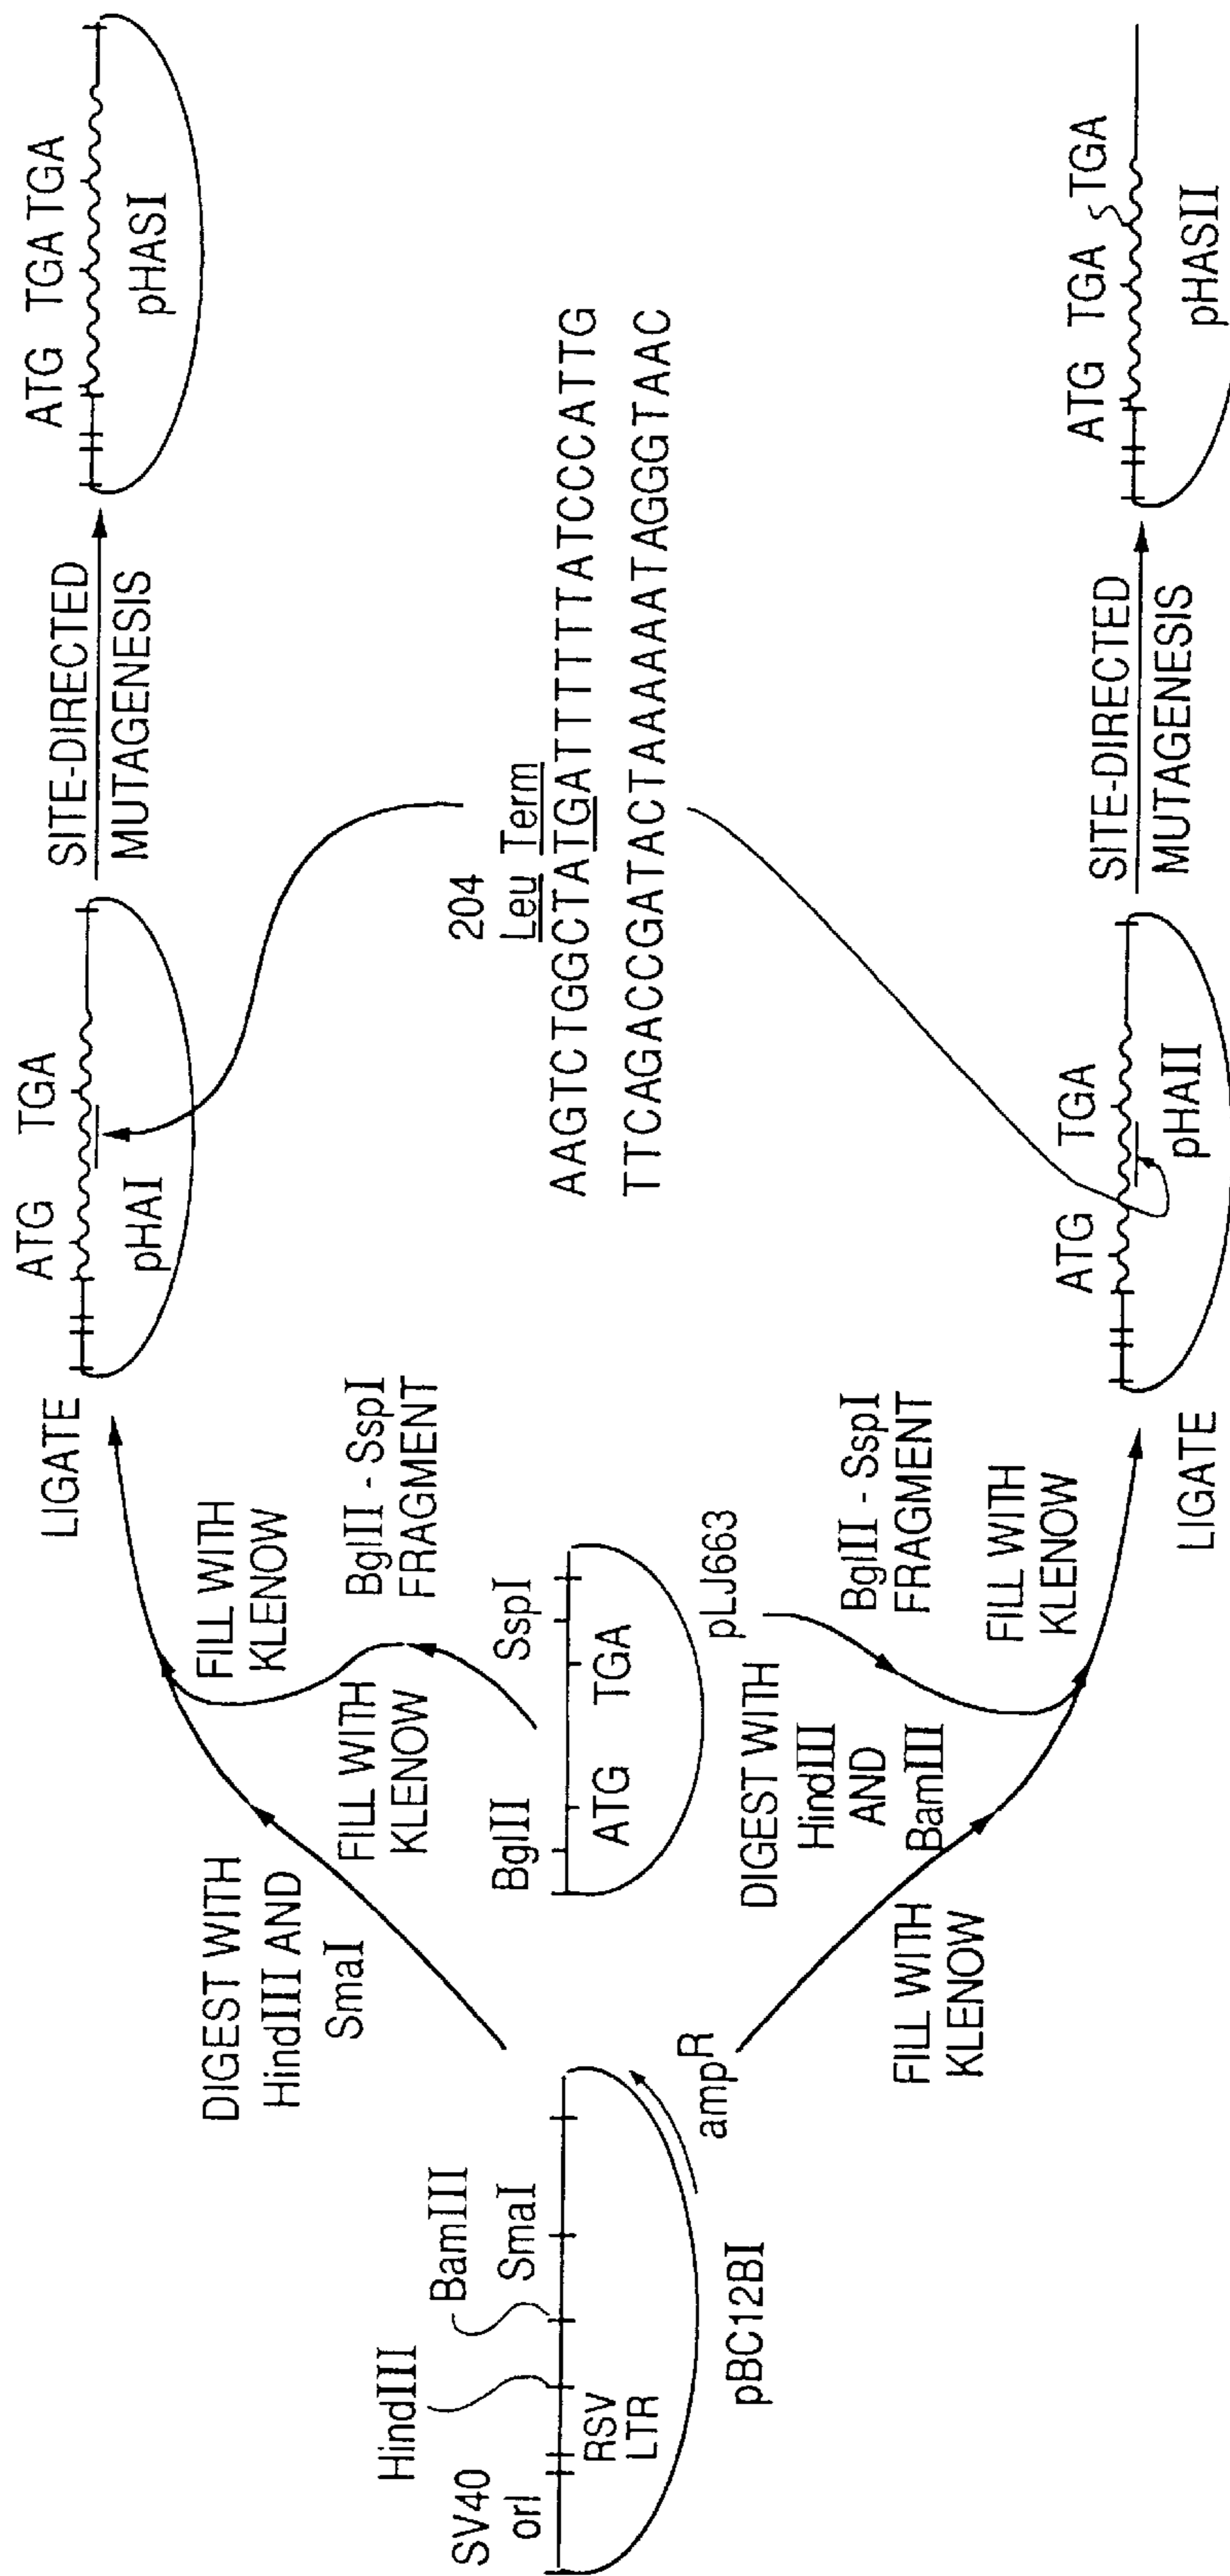 SV40
orI
HindIII
BamIII
SmaI
RSV
LTR
pBC12BI
ampR
DIGEST WITH
HindIII AND
SmaI
FILL WITH
KLENOW
FILL WITH
KLENOW
BglII - SspI
FRAGMENT
BglII
SspI
ATG TGA
pLJ663
DIGEST WITH
HindIII
AND
BamIII
FILL WITH
KLENOW
BglII - SspI
FRAGMENT
FILL WITH
KLENOW
LIGATE
ATG TGA
pHAI
SITE-DIRECTED
MUTAGENESIS
ATG TGA TGA
pHASI
204
Leu Term
AAGTCTGGCTATGATTTTTTATCCCATTG
TTCAGACCGATACTAAAAAATAGGGTAAC
LIGATE
ATG TGA
pHAII
SITE-DIRECTED
MUTAGENESIS
ATG TGA TGA
pHASII